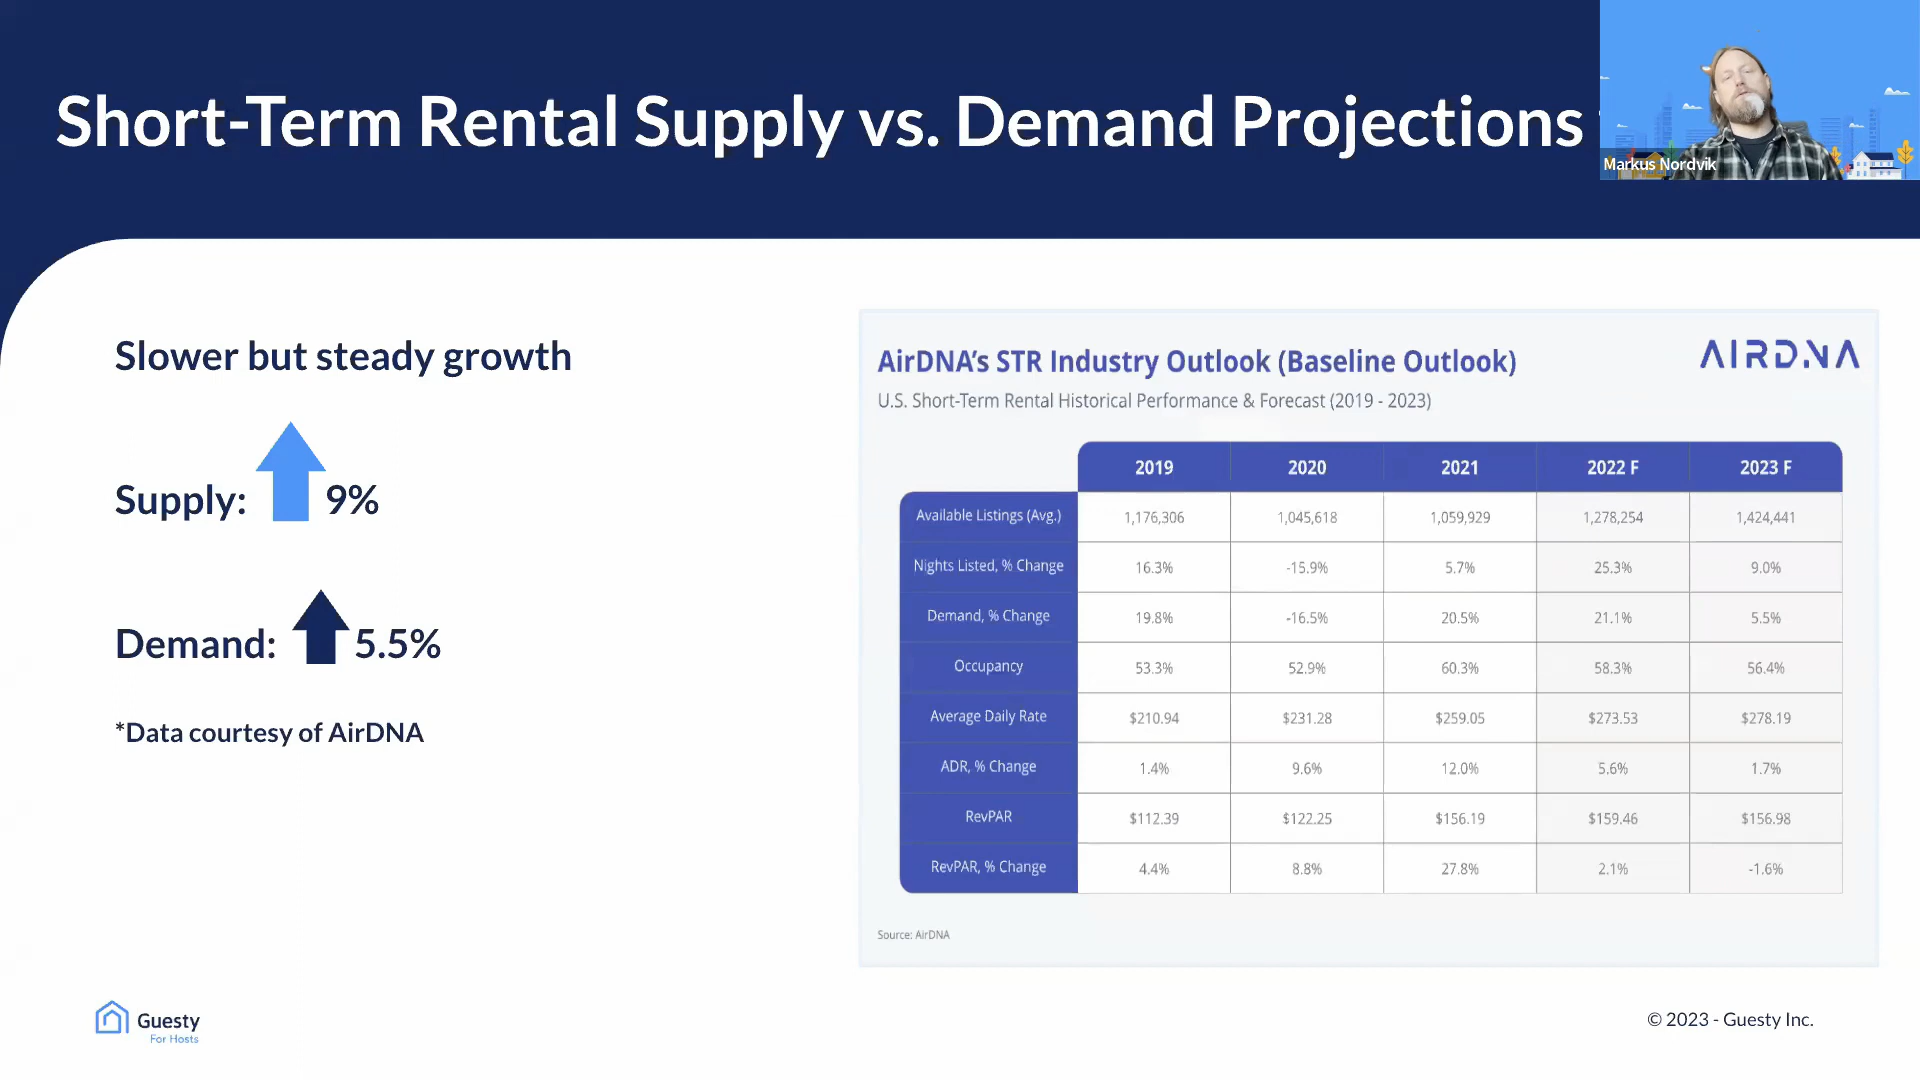 Short-Term Rental Supply vs. Demand Projections
Markus Nordvik
Slower but steady growth
Supply: 9%
Demand: 5.5%
*Data courtesy of AirDNA
AirDNA's STR Industry Outlook (Baseline Outlook)
AIRDNA
U.S. Short-Term Rental Historical Performance & Forecast (2019 - 2023)
2019 2020 2021 2022 F 2023 F
Available Listings (Avg.) 1,176,306 1,045,618 1,059,929 1,278,254 1,424,441
Nights Listed, % Change 16.3% -15.9% 5.7% 25.3% 9.0%
Demand, % Change 19.8% -16.5% 20.5% 21.1% 5.5%
Occupancy 53.3% 52.9% 60.3% 58.3% 56.4%
Average Daily Rate $210.94 $231.28 $259.05 $273.53 $278.19
ADR, % Change 1.4% 9.6% 12.0% 5.6% 1.7%
RevPAR $112.39 $122.25 $156.19 $159.46 $156.98
RevPAR, % Change 4.4% 8.8% 27.8% 2.1% -1.6%
Source: AirDNA
Guesty
For Hosts
© 2023 - Guesty Inc.